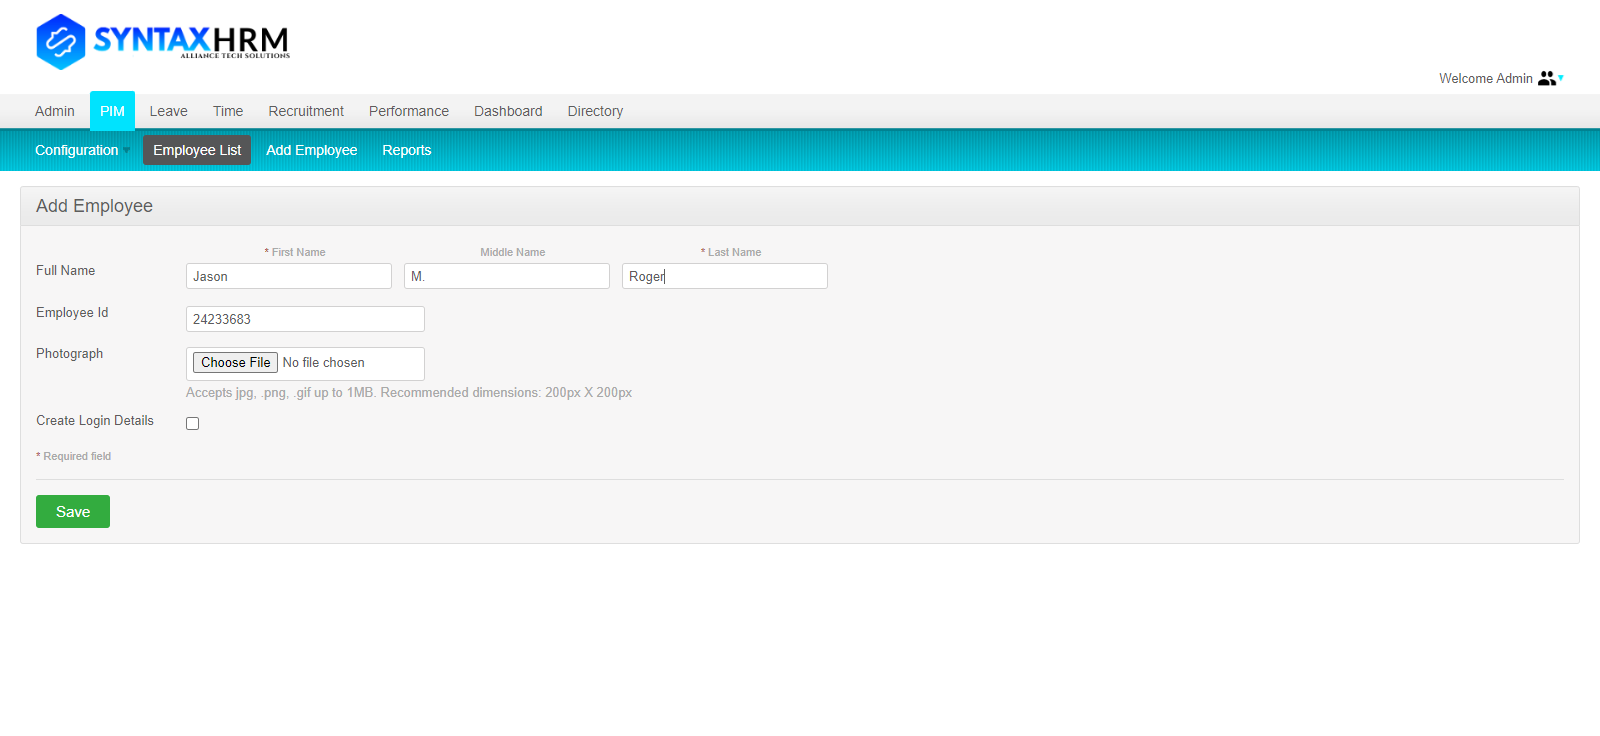 SYNTAXHRM
ALLIANCE TECH SOLUTIONS
Welcome Admin
Admin PIM Leave Time Recruitment Performance Dashboard Directory
Configuration Employee List Add Employee Reports
Add Employee
* First Name Middle Name * Last Name
Full Name Jason M. Roger
Employee Id 24233683
Photograph Choose File No file chosen
Accepts jpg, .png, .gif up to 1MB. Recommended dimensions: 200px X 200px
Create Login Details
* Required field
Save